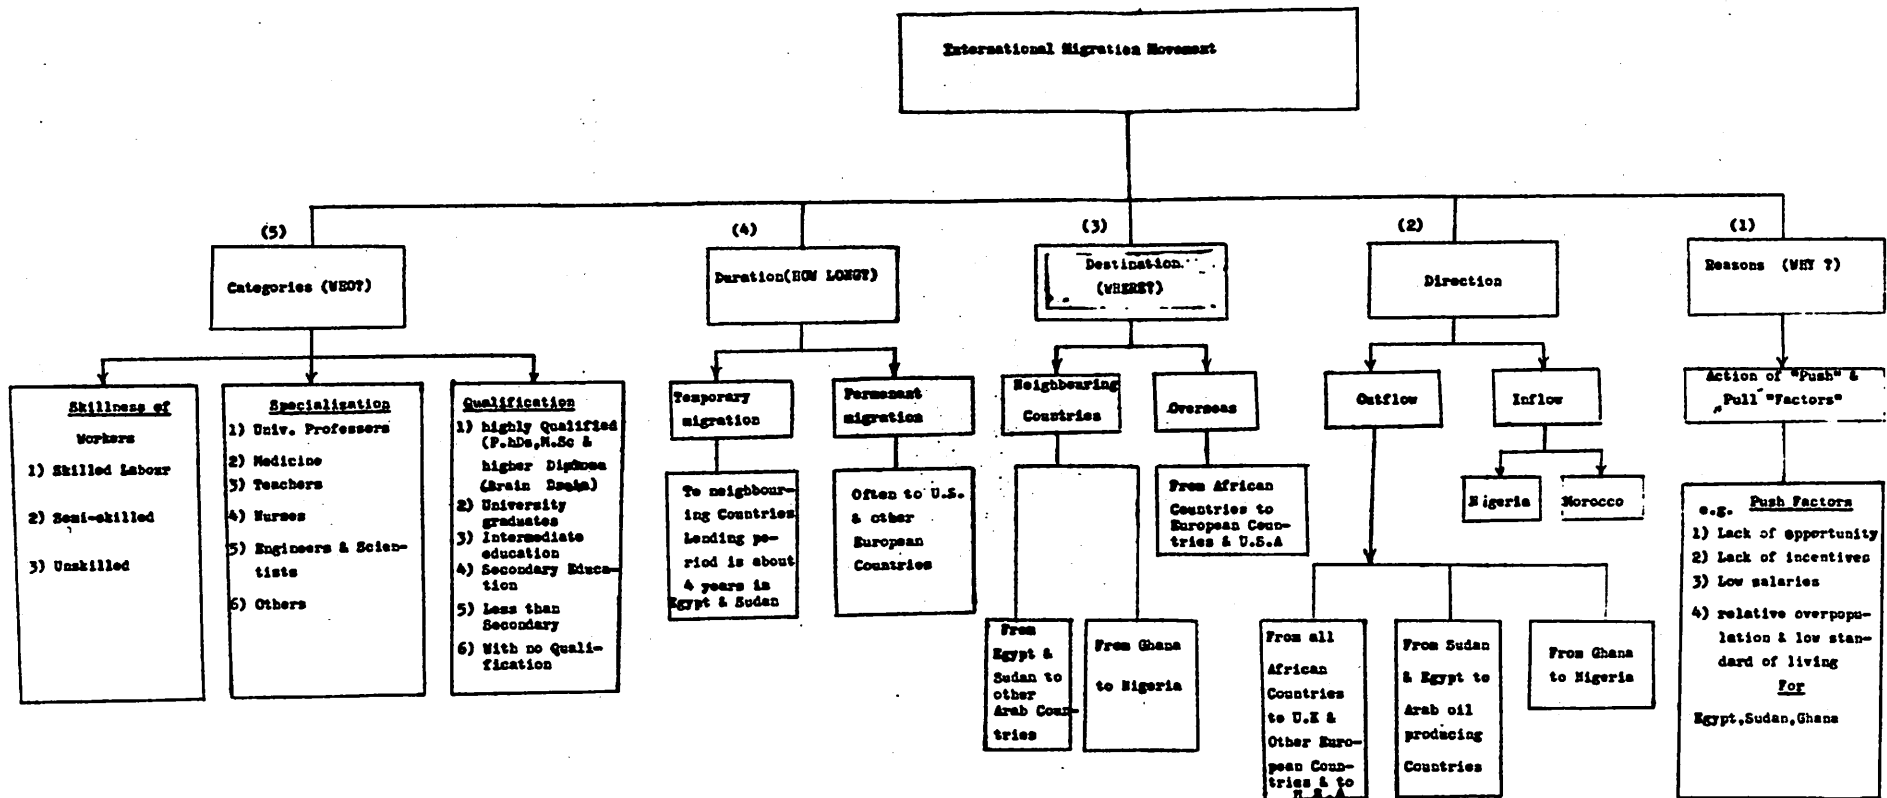 International Migration Movement
(5)
Categories (WHO?)
Skillness of
Workers
1) Skilled Labour
2) Semi-skilled
3) Unskilled
Specialization
1) Univ. Professers
2) Medicine
3) Teachers
4) Nurses
5) Engineers & Scien-
tists
6) Others
Qualification
1) highly Qualified
(P.hDs,M.Sc &
higher Diploma
(Brain Drain)
2) University
graduates
3) Intermediate
education
4) Secondary Educa-
tion
5) Less than
Secondary
6) With no Quali-
fication
(4)
Duration(HOW LONG?)
Temporary
migration
To neighbour-
ing Countries
Lending pe-
riod is about
4 years in
Egypt & Sudan
Permenant
migration
Often to U.S.
& other
European
Countries
(3)
Destination
(WHERE?)
Neighbouring
Countries
From
Egypt &
Sudan to
other
Arab Coun-
tries
From Ghana
to Nigeria
Overseas
From African
Countries to
European Coun-
tries & U.S.A
(2)
Direction
Outflow
From all
African
Countries
to U.K &
Other Euro-
pean Coun-
tries & to
U.S.A
From Sudan
& Egypt to
Arab oil
producing
Countries
From Ghana
to Nigeria
Inflow
Nigeria
Morocco
(1)
Reasons (WHY ?)
Action of "Push" &
Pull "Factors"
e.g. Push Factors
1) Lack of opportunity
2) Lack of incentives
3) Low salaries
4) relative overpopu-
lation & low stan-
dard of living
For
Egypt,Sudan,Ghana